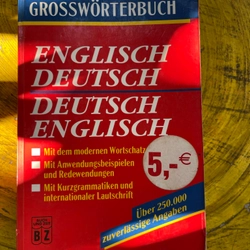 GROSSWÖRTERBUCH
ENGLISCH
DEUTSCH
DEUTSCH
ENGLISCH
Mit dem modernen Wortschatz
Mit Anwendungsbeispielen
und Redewendungen
Mit Kurzgrammatiken und
internationaler Lautschrift
5,-€
Über 250.000
zuverlässige Angaben
B Z